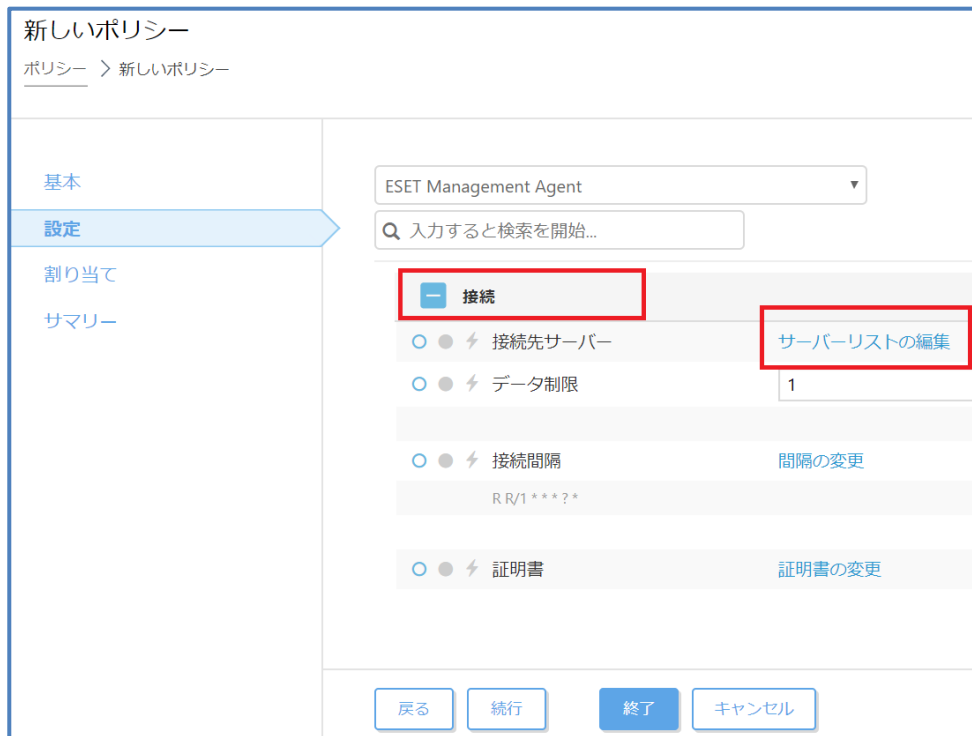 新しいポリシー
ポリシー > 新しいポリシー
基本
設定
割り当て
サマリー
ESET Management Agent
入力すると検索を開始...
接続
接続先サーバー サーバーリストの編集
データ制限 1
接続間隔 間隔の変更
R R/1 * * * ? *
証明書 証明書の変更
戻る 続行 終了 キャンセル